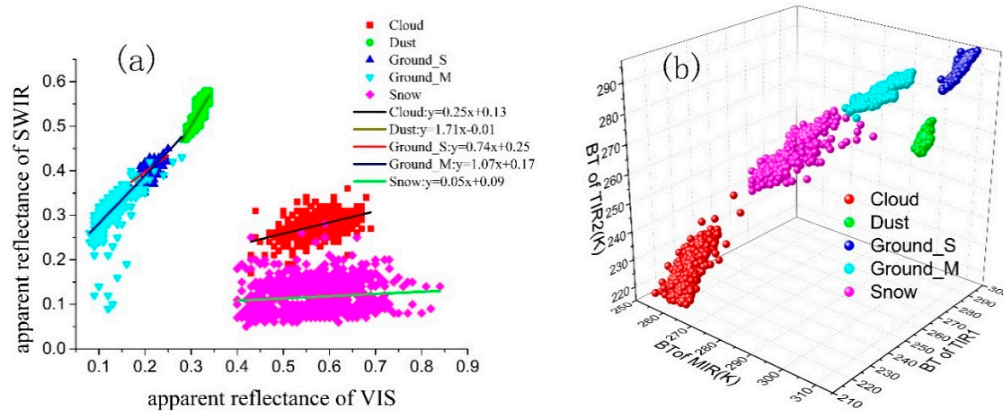 (a)
Cloud
Dust
Ground_S
Ground_M
Snow
Cloud:y=0.25x+0.13
Dust:y=1.71x-0.01
Ground_S:y=0.74x+0.25
Ground_M:y=1.07x+0.17
Snow:y=0.05x+0.09
apparent reflectance of SWIR
0.6
0.5
0.4
0.3
0.2
0.1
0.0
0.1 0.2 0.3 0.4 0.5 0.6 0.7 0.8 0.9
apparent reflectance of VIS
(b)
BT of TIR2(K)
290
280
270
260
250
240
230
220
Cloud
Dust
Ground_S
Ground_M
Snow
250 260 270 280 290 300 310
BTof MIR(K)
210 220 230 240 250 260 270 280 290 300
BT of TIR1